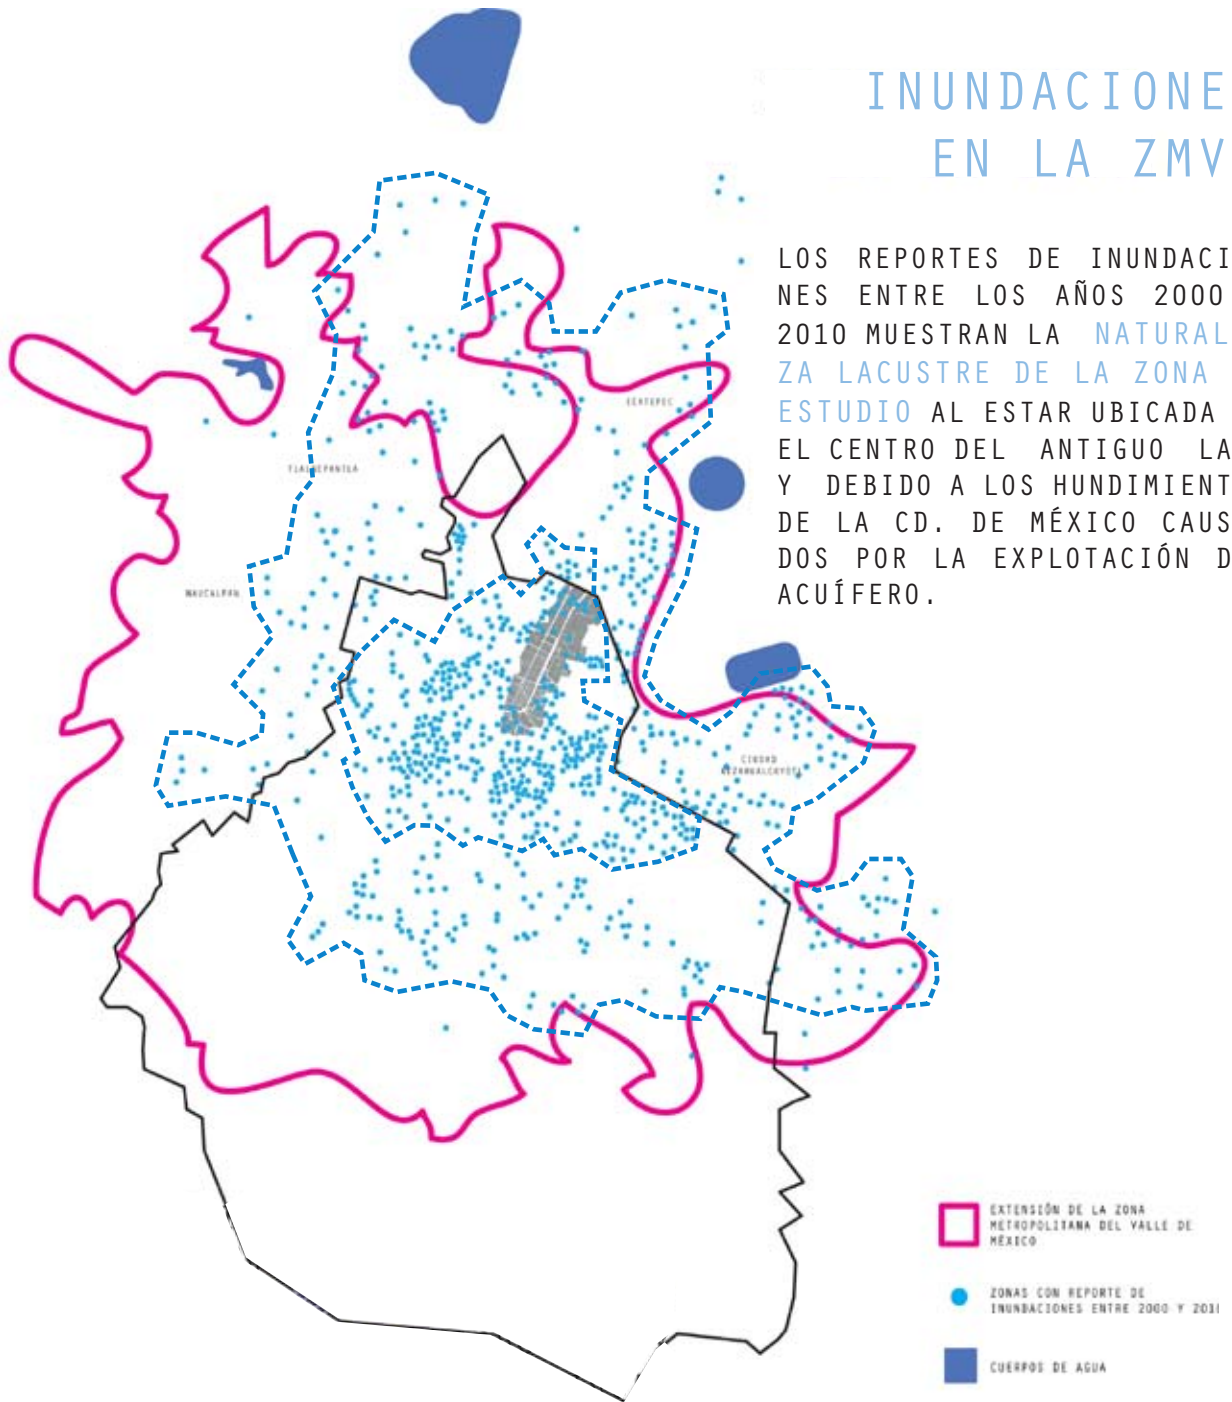 INUNDACIONE
EN LA ZMV
LOS REPORTES DE INUNDACI
NES ENTRE LOS AÑOS 2000
2010 MUESTRAN LA NATURAL
ZA LACUSTRE DE LA ZONA
ESTUDIO AL ESTAR UBICADA
EL CENTRO DEL ANTIGUO LA
Y DEBIDO A LOS HUNDIMIENT
DE LA CD. DE MÉXICO CAUS
DOS POR LA EXPLOTACIÓN D
ACUÍFERO.
ECATEPEC
TLALNEPANTLA
NAUCALPAN
CIUDAD
NEZAHUALCOYOTL
EXTENSIÓN DE LA ZONA
METROPOLITANA DEL VALLE DE
MÉXICO
ZONAS CON REPORTE DE
INUNDACIONES ENTRE 2000 Y 201
CUERPOS DE AGUA